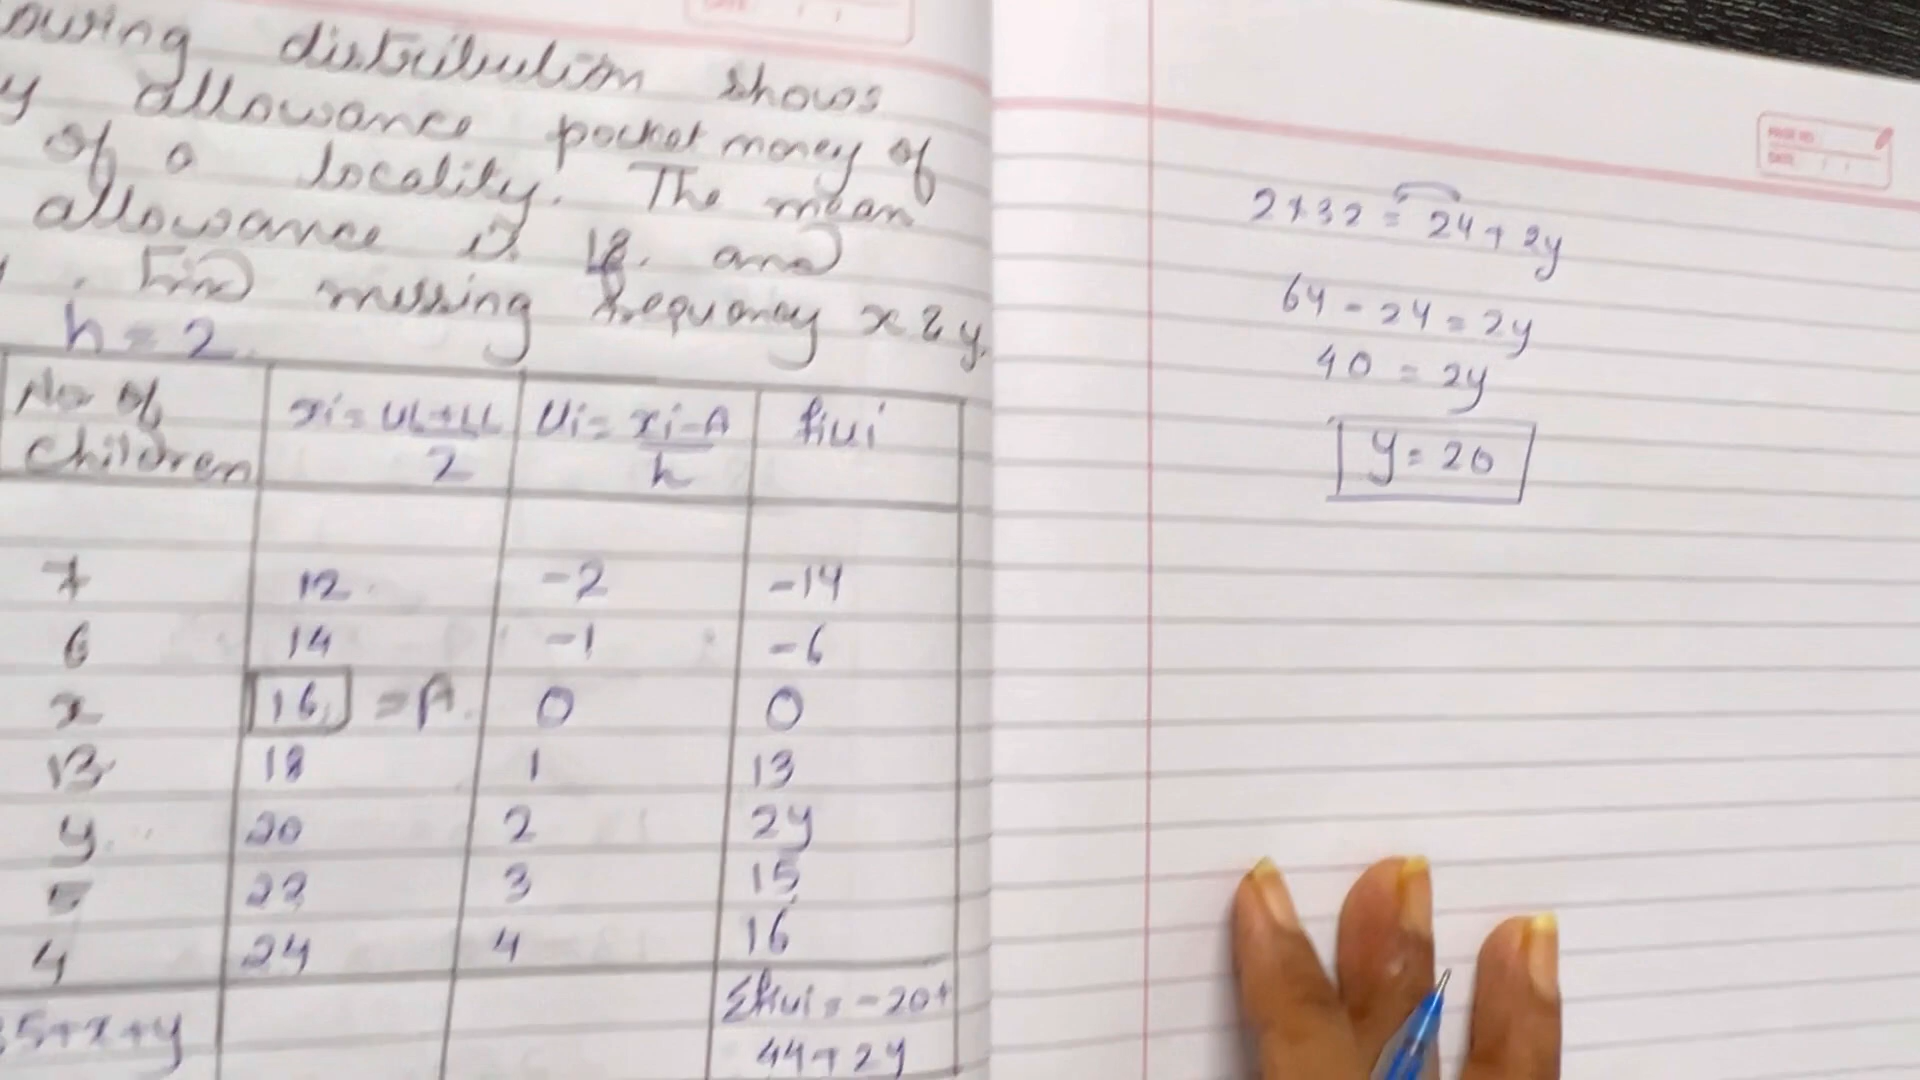 distribution shows
y allowance pocket money of
of a locality. The mean
allowance is 18. and
. Find missing frequency x & y.
h = 2.
No of children
xi = UL+LL / 2
Ui = xi-A / h
fiui
7 12 -2 -14
6 14 -1 -6
x 16 = A. 0 0
13 18 1 13
y 20 2 2y
5 22 3 15
4 24 4 16
35+x+y
Σfiui = -20+
44+2y
PAGE NO.
DATE
2+32 = 24+2y
64 - 24 = 2y
40 = 2y
y = 20